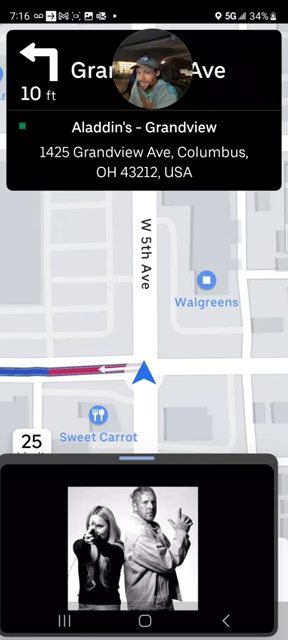 7:16
5G 34%
Gra Ave
10 ft
Aladdin's - Grandview
1425 Grandview Ave, Columbus,
OH 43212, USA
W 5th Ave
Walgreens
Sweet Carrot
25